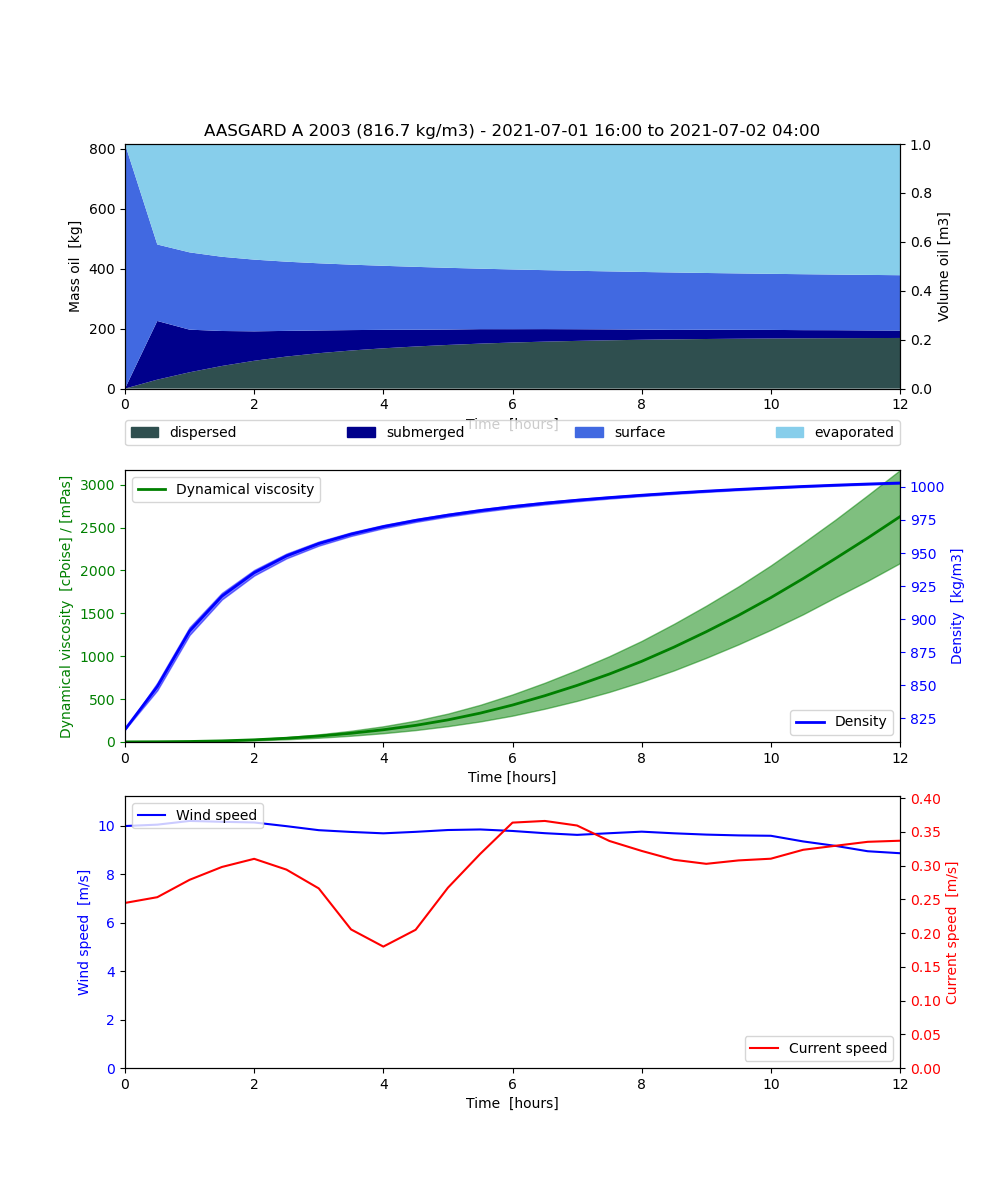 AASGARD A 2003 (816.7 kg/m3) - 2021-07-01 16:00 to 2021-07-02 04:00
Mass oil  [kg]
800
600
400
200
0
1.0
0.8
0.6
0.4
0.2
0.0
Volume oil [m3]
0 2 4 6 8 10 12
Time  [hours]
dispersed submerged surface evaporated
Dynamical viscosity  [cPoise] / [mPas]
3000
2500
2000
1500
1000
500
0
Dynamical viscosity
Density
1000
975
950
925
900
875
850
825
Density  [kg/m3]
0 2 4 6 8 10 12
Time [hours]
Wind speed  [m/s]
10
8
6
4
2
0
Wind speed
Current speed
0.40
0.35
0.30
0.25
0.20
0.15
0.10
0.05
0.00
Current speed  [m/s]
0 2 4 6 8 10 12
Time  [hours]